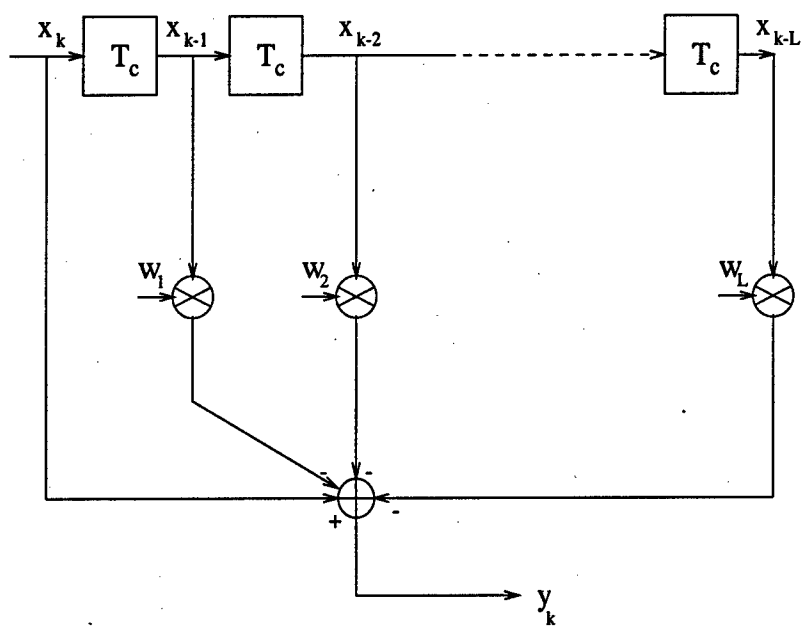 x_k T_c x_{k-1} T_c x_{k-2} T_c x_{k-L}
w_1 w_2 w_L
- -
+ -
y_k